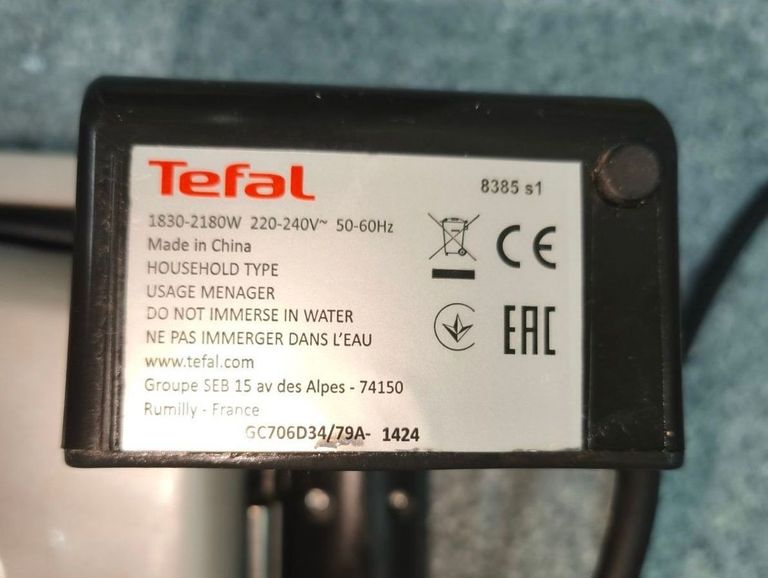 Tefal
8385 s1
1830-2180W 220-240V~ 50-60Hz
Made in China
HOUSEHOLD TYPE
USAGE MENAGER
DO NOT IMMERSE IN WATER
NE PAS IMMERGER DANS L'EAU
www.tefal.com
Groupe SEB 15 av des Alpes - 74150
Rumilly - France
GC706D34/79A- 1424
CE
EAC